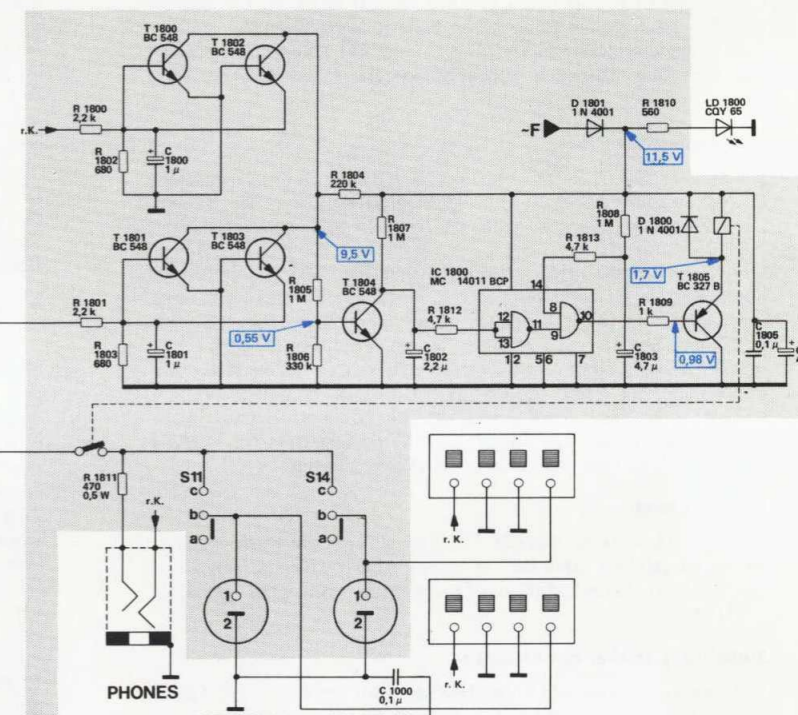 T 1800
BC 548
T 1802
BC 548
R 1800
2,2 k
r.K.
R
1802
680
+
C
1800
1 µ
~F
D 1801
1 N 4001
R 1810
560
LD 1800
CQY 65
11,5 V
R 1804
220 k
T 1801
BC 548
T 1803
BC 548
9,5 V
R
1807
1 M
R
1808
1 M
D 1800
1 N 4001
R 1813
4,7 k
1,7 V
R 1801
2,2 k
R
1803
680
+
C
1801
1 µ
R
1805
1 M
0,55 V
R
1806
330 k
T 1804
BC 548
R 1812
4,7 k
+
C
1802
2,2 µ
IC 1800
MC 14011 BCP
14
12
13
11
8
9
10
1
2
5
6
7
R 1809
1 k
T 1805
BC 327 B
0,98 V
+
C
1803
4,7 µ
C
1805
0,1 µ
+
R 1811
470
0,5 W
r.K.
S11
c
b
a
S14
c
b
a
1
2
1
2
r. K.
r. K.
PHONES
C 1000
0,1 µ